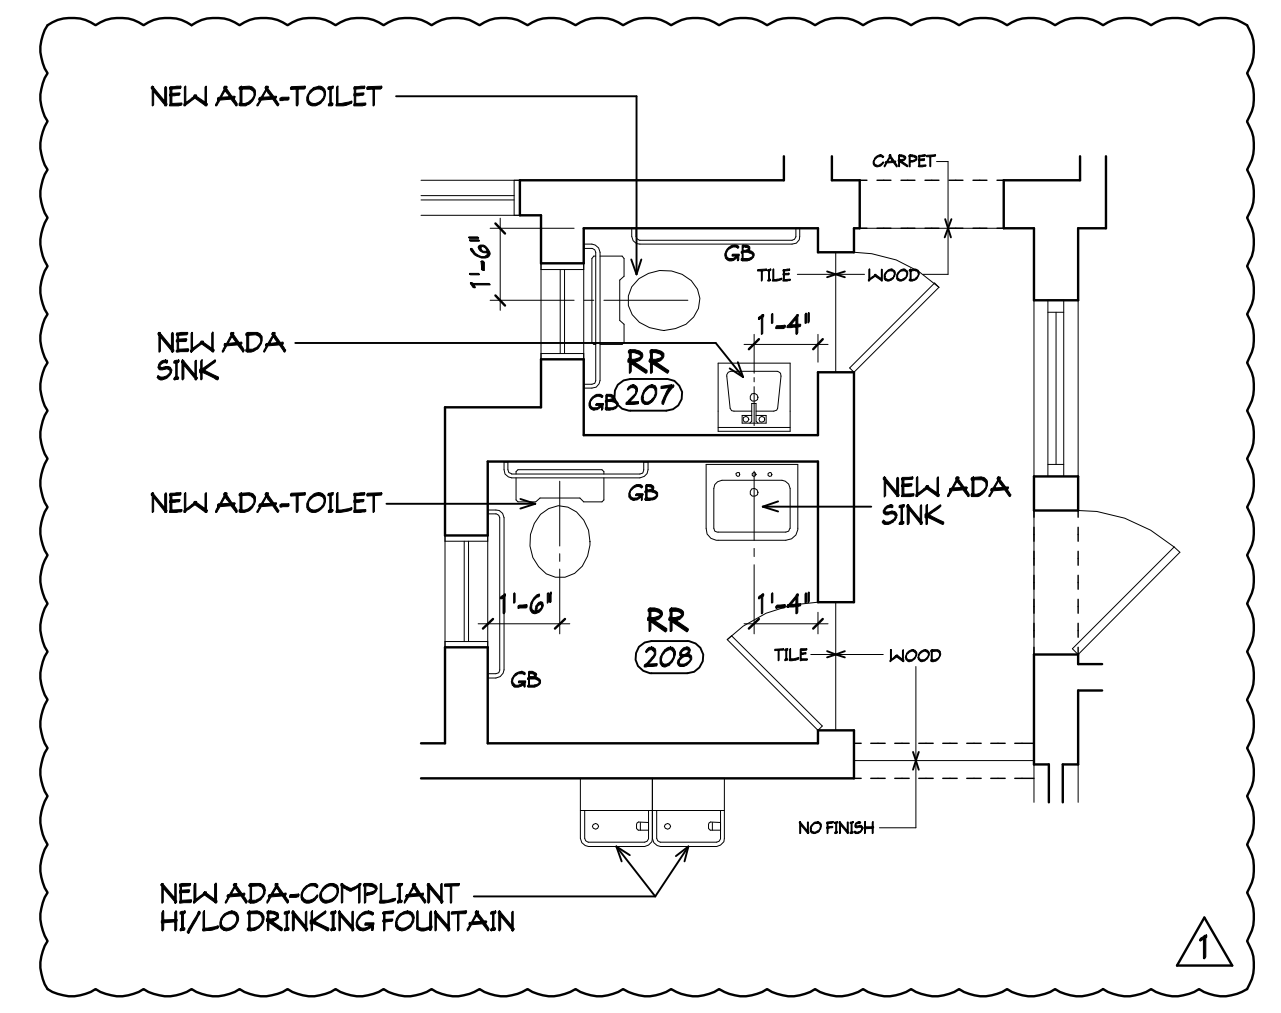 NEW ADA-TOILET
CARPET
1'-6"
GB
TILE
WOOD
1'-4"
NEW ADA
SINK
RR
207
GB
NEW ADA-TOILET
GB
NEW ADA
SINK
1'-6"
1'-4"
RR
208
TILE
WOOD
GB
NO FINISH
NEW ADA-COMPLIANT
HI/LO DRINKING FOUNTAIN
1